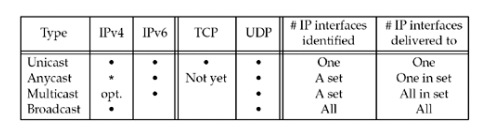 Type IPv4 IPv6 TCP UDP # IP interfaces identified # IP interfaces delivered to
Unicast • • • • One One
Anycast * • Not yet • A set One in set
Multicast opt. • • A set All in set
Broadcast • • All All